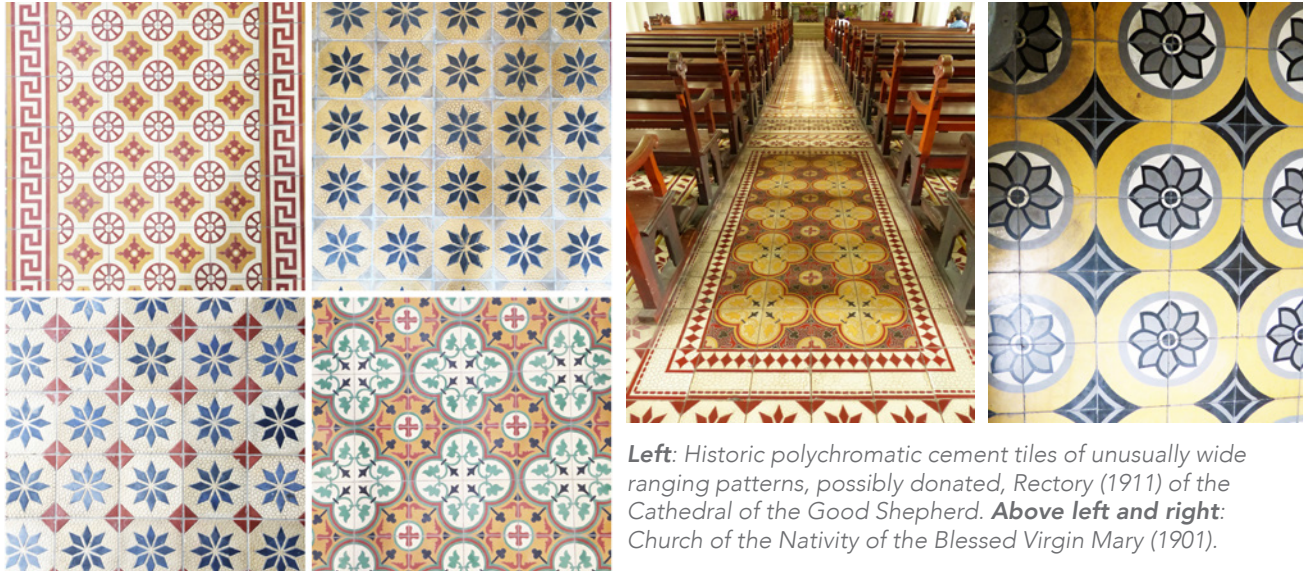 Left: Historic polychromatic cement tiles of unusually wide
ranging patterns, possibly donated, Rectory (1911) of the
Cathedral of the Good Shepherd. Above left and right:
Church of the Nativity of the Blessed Virgin Mary (1901).